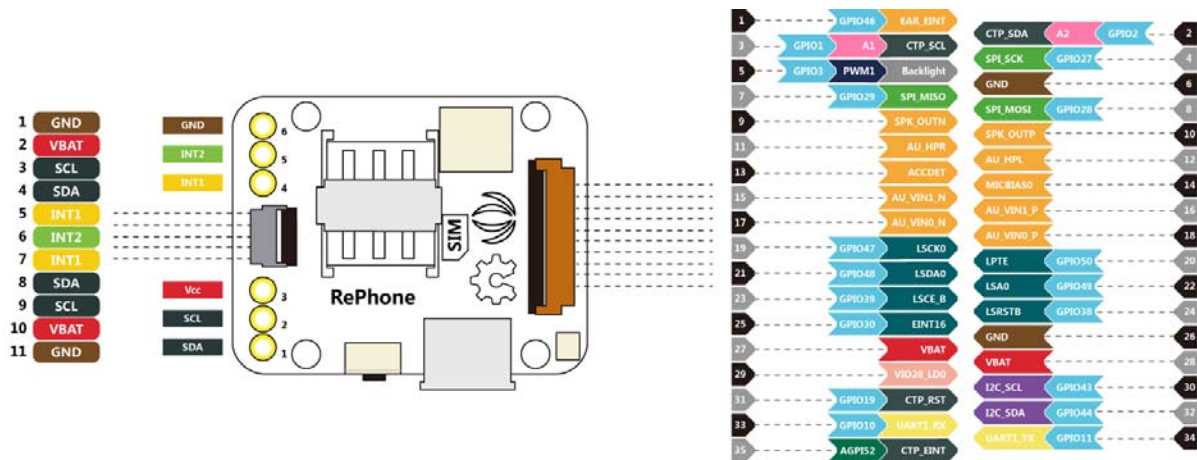 1 GND
2 VBAT
3 SCL
4 SDA
5 INT1
6 INT2
7 INT1
8 SDA
9 SCL
10 VBAT
11 GND
GND
INT2
INT1
Vcc
SCL
SDA
6
5
4
3
2
1
SIM
RePhone
1 GPIO46 EAR_EINT
3 GPIO1 A1 CTP_SCL
5 GPIO3 PWM1 Backlight
7 GPIO29 SPI_MISO
9 SPK_OUTN
11 AU_HPR
13 ACCDET
15 AU_VIN1_N
17 AU_VIN0_N
19 GPIO47 LSCK0
21 GPIO48 LSDA0
23 GPIO39 LSCE_B
25 GPIO30 EINT16
27 VBAT
29 VIO28_LD0
31 GPIO19 CTP_RST
33 GPIO10 UART1_RX
35 AGPI52 CTP_EINT
CTP_SDA A2 GPIO2 2
SPI_SCK GPIO27 4
GND 6
SPI_MOSI GPIO28 8
SPK_OUTP 10
AU_HPL 12
MICBIAS0 14
AU_VIN1_P 16
AU_VIN0_P 18
LPTE GPIO50 20
LSA0 GPIO49 22
LSRSTB GPIO38 24
GND 26
VBAT 28
I2C_SCL GPIO43 30
I2C_SDA GPIO44 32
UART1_TX GPIO11 34